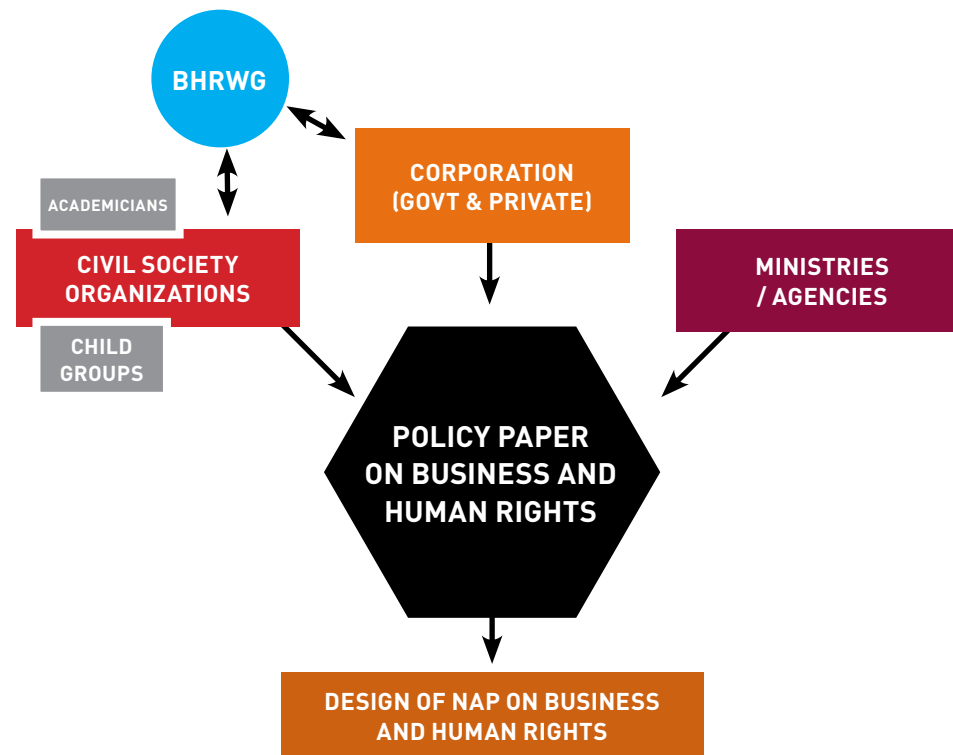 BHRWG
CORPORATION
(GOVT & PRIVATE)
ACADEMICIANS
CIVIL SOCIETY
ORGANIZATIONS
MINISTRIES
/ AGENCIES
CHILD
GROUPS
POLICY PAPER
ON BUSINESS AND
HUMAN RIGHTS
DESIGN OF NAP ON BUSINESS
AND HUMAN RIGHTS